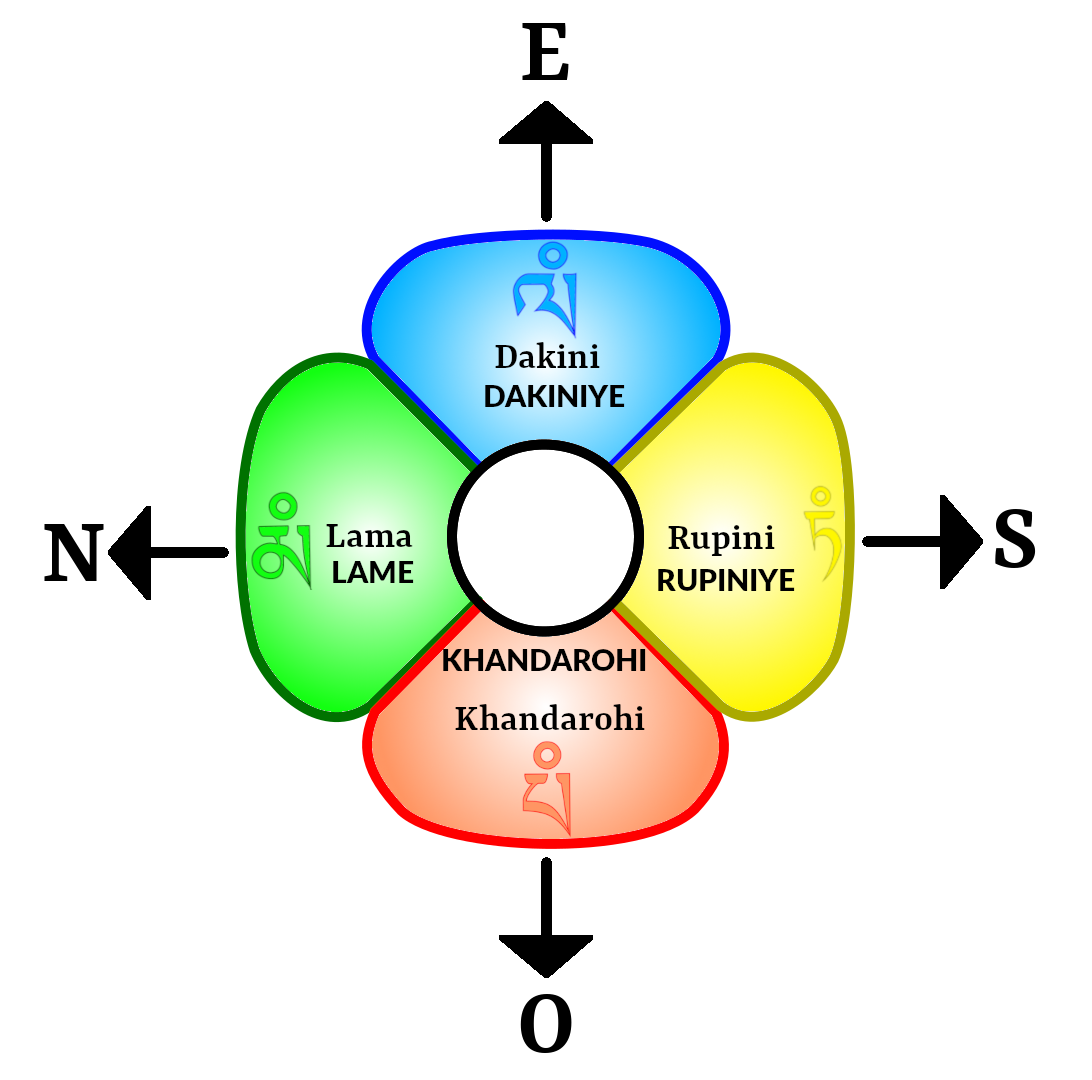 E
Dakini
DAKINIYE
N
Lama
LAME
Rupini
RUPINIYE
S
KHANDAROHI
Khandarohi
O